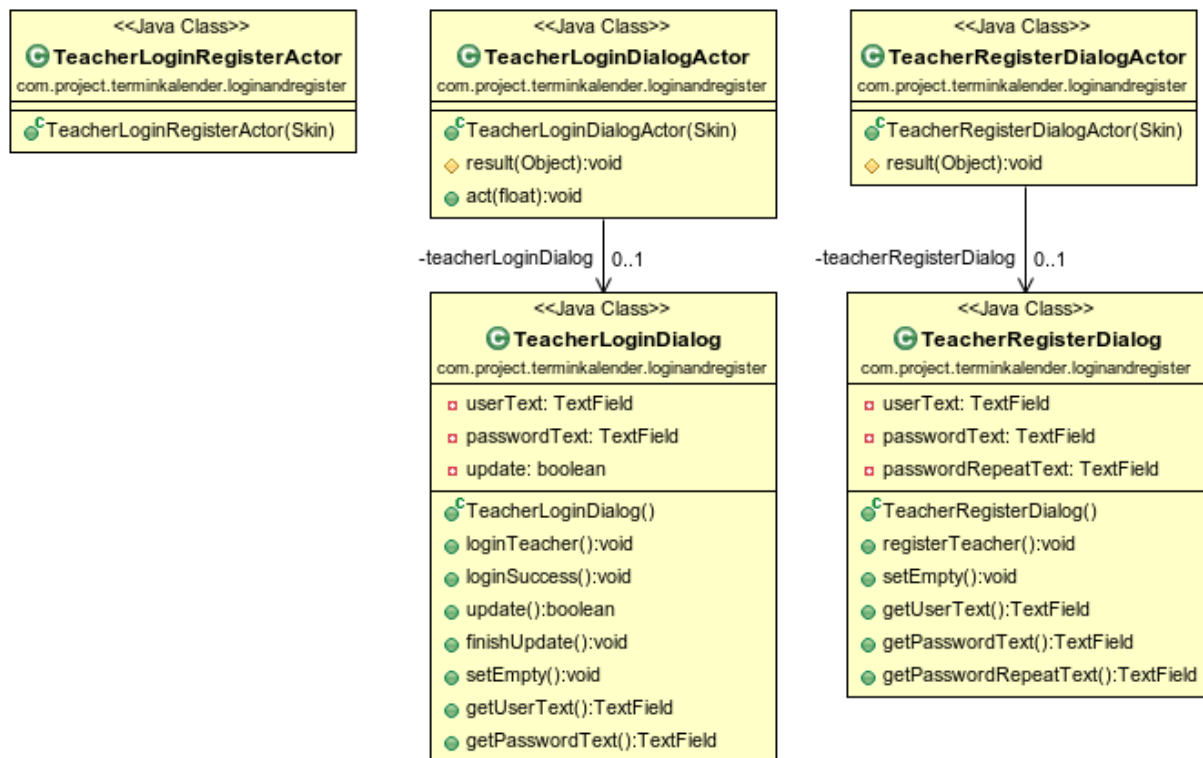 <<Java Class>>
TeacherLoginRegisterActor
com.project.terminkalender.loginandregister
TeacherLoginRegisterActor(Skin)
<<Java Class>>
TeacherLoginDialogActor
com.project.terminkalender.loginandregister
TeacherLoginDialogActor(Skin)
result(Object):void
act(float):void
<<Java Class>>
TeacherRegisterDialogActor
com.project.terminkalender.loginandregister
TeacherRegisterDialogActor(Skin)
result(Object):void
-teacherLoginDialog 0..1
-teacherRegisterDialog 0..1
<<Java Class>>
TeacherLoginDialog
com.project.terminkalender.loginandregister
userText: TextField
passwordText: TextField
update: boolean
TeacherLoginDialog()
loginTeacher():void
loginSuccess():void
update():boolean
finishUpdate():void
setEmpty():void
getUserText():TextField
getPasswordText():TextField
<<Java Class>>
TeacherRegisterDialog
com.project.terminkalender.loginandregister
userText: TextField
passwordText: TextField
passwordRepeatText: TextField
TeacherRegisterDialog()
registerTeacher():void
setEmpty():void
getUserText():TextField
getPasswordText():TextField
getPasswordRepeatText():TextField